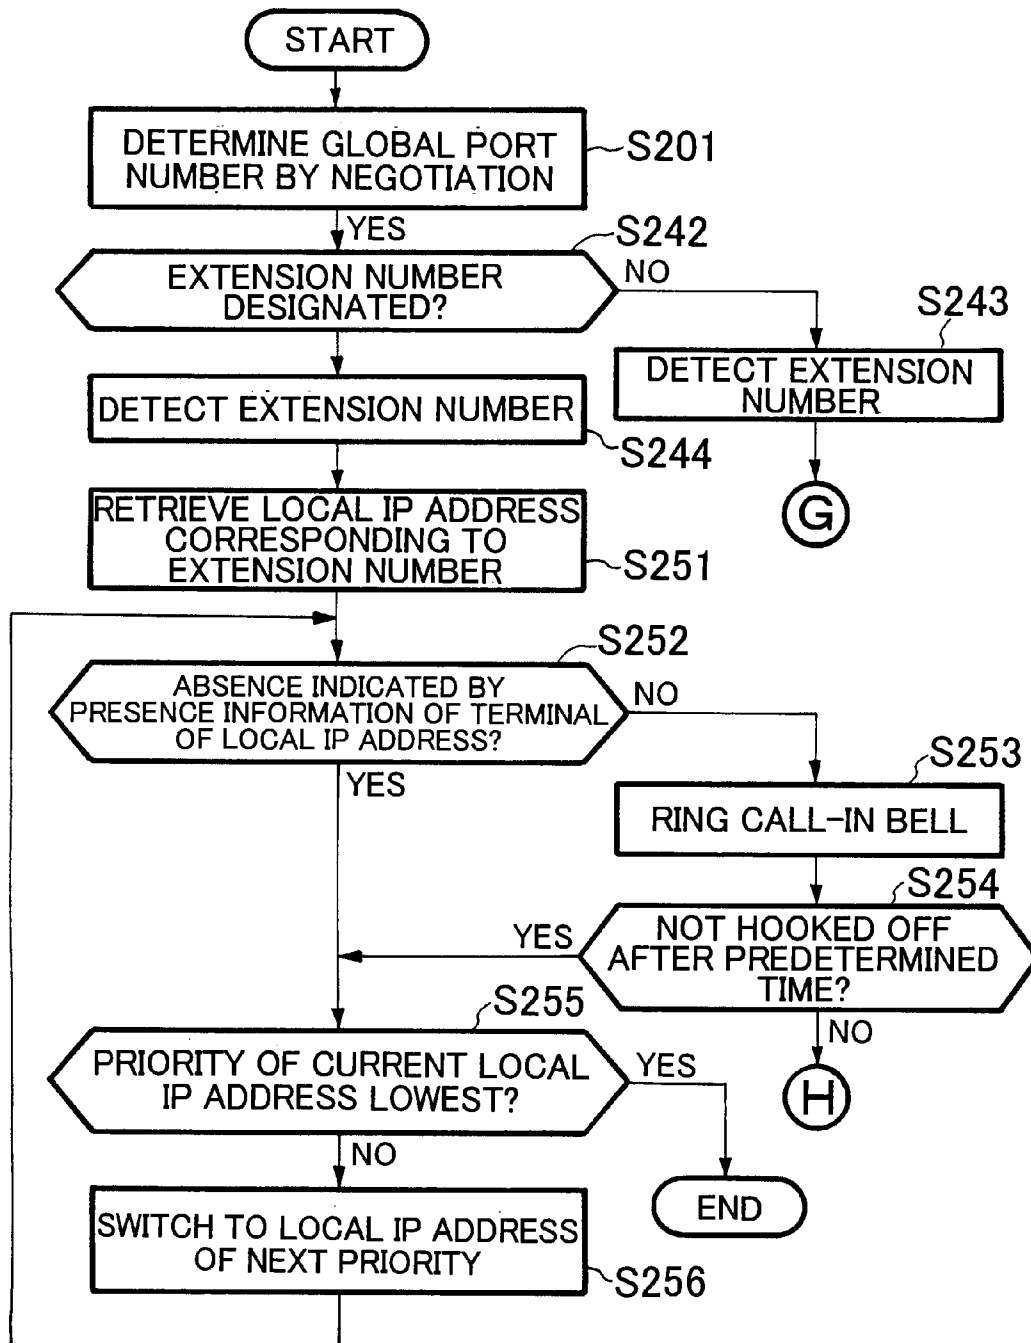 START
DETERMINE GLOBAL PORT
NUMBER BY NEGOTIATION
S201
YES
S242
EXTENSION NUMBER
DESIGNATED?
NO
S243
DETECT EXTENSION
NUMBER
DETECT EXTENSION NUMBER
S244
G
RETRIEVE LOCAL IP ADDRESS
CORRESPONDING TO
EXTENSION NUMBER
S251
S252
ABSENCE INDICATED BY
PRESENCE INFORMATION OF TERMINAL
OF LOCAL IP ADDRESS?
NO
YES
S253
RING CALL-IN BELL
S254
NOT HOOKED OFF
AFTER PREDETERMINED
TIME?
YES
NO
H
S255
PRIORITY OF CURRENT LOCAL
IP ADDRESS LOWEST?
YES
NO
END
SWITCH TO LOCAL IP ADDRESS
OF NEXT PRIORITY
S256